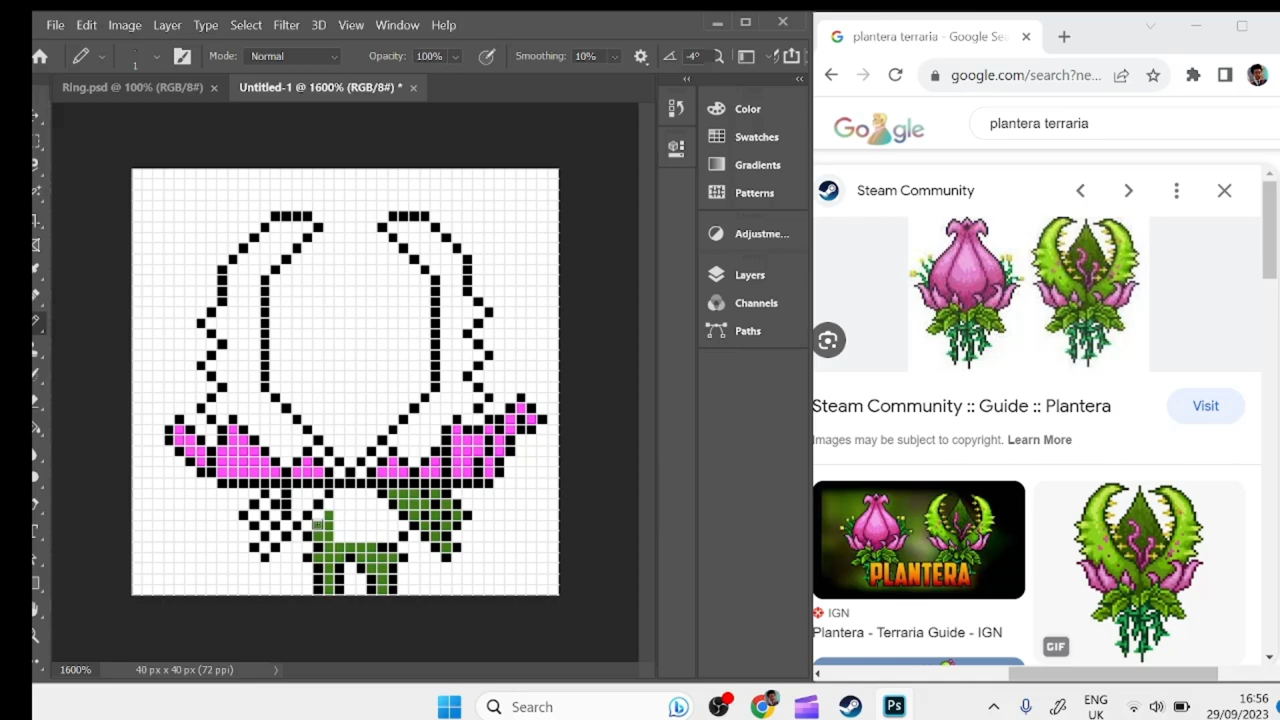 File Edit Image Layer Type Select Filter 3D View Window Help
1 Mode: Normal Opacity: 100% Smoothing: 10% -4°
Ring.psd @ 100% (RGB/8#) × Untitled-1 @ 1600% (RGB/8#) * ×
Color
Swatches
Gradients
Patterns
Adjustme...
Layers
Channels
Paths
1600% 40 px x 40 px (72 ppi)
plantera terraria - Google Sea
google.com/search?ne...
Google
plantera terraria
Steam Community
Steam Community :: Guide :: Plantera
Visit
Images may be subject to copyright. Learn More
PLANTERA
IGN
Plantera - Terraria Guide - IGN
GIF
Search
Ps
ENG
UK
16:56
29/09/2023